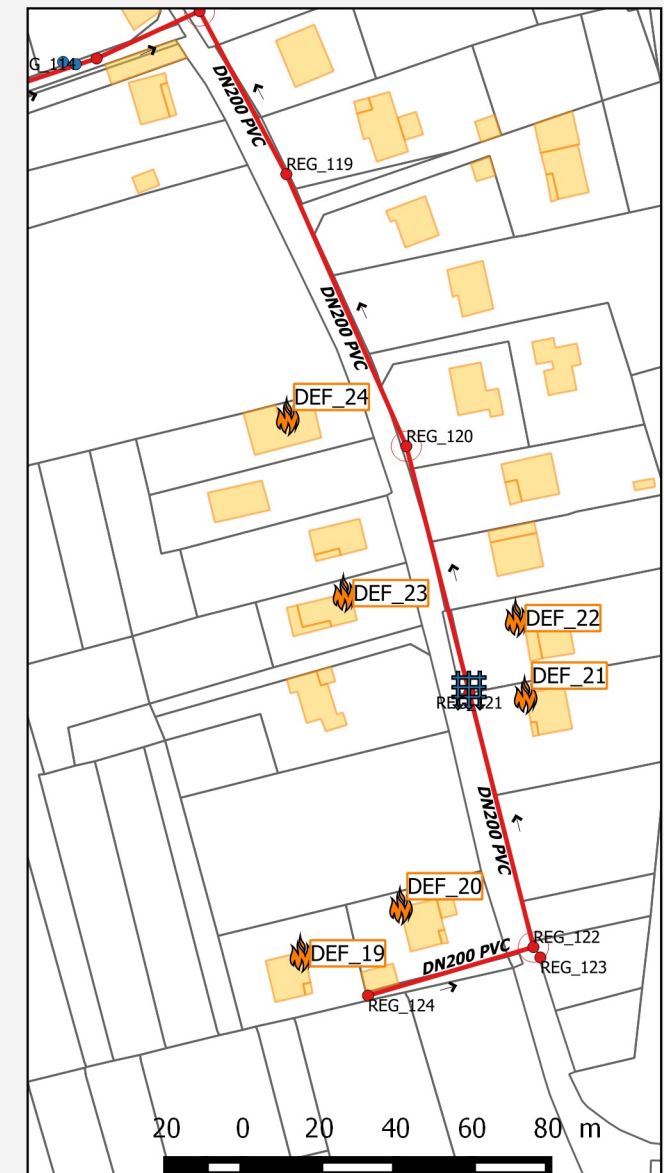 G_114
DN200 PVC
REG_119
DN200 PVC
DEF_24
REG_120
DEF_23
DEF_22
DEF_21
DN200 PVC
DEF_20
REG_122
DN200 PVC
DEF_19
REG_123
REG_124
20 0 20 40 60 80 m